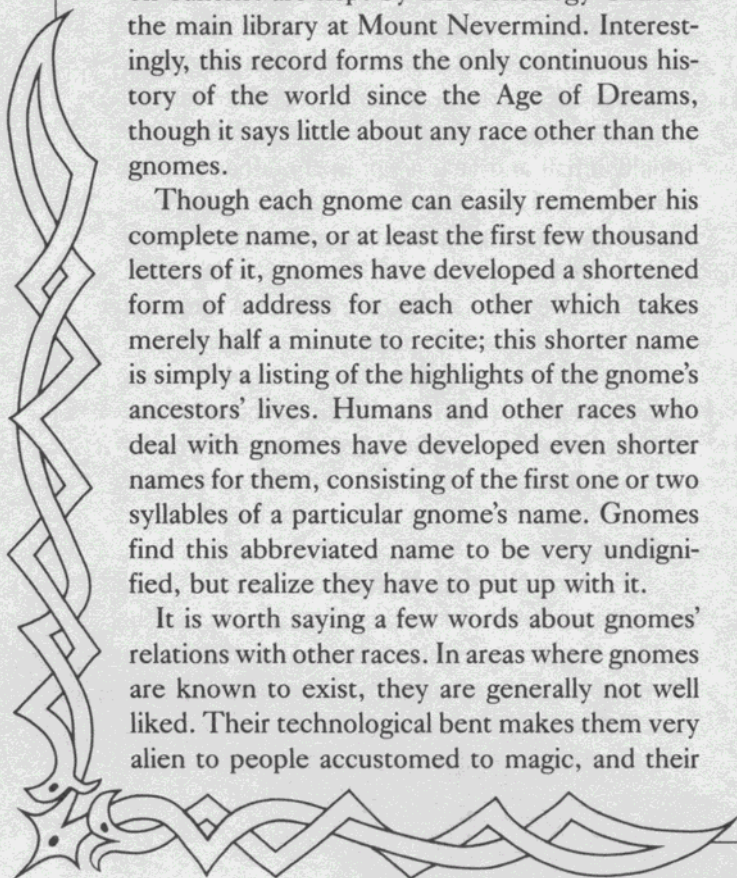 the main library at Mount Nevermind. Interest-
ingly, this record forms the only continuous his-
tory of the world since the Age of Dreams,
though it says little about any race other than the
gnomes.
Though each gnome can easily remember his
complete name, or at least the first few thousand
letters of it, gnomes have developed a shortened
form of address for each other which takes
merely half a minute to recite; this shorter name
is simply a listing of the highlights of the gnome's
ancestors' lives. Humans and other races who
deal with gnomes have developed even shorter
names for them, consisting of the first one or two
syllables of a particular gnome's name. Gnomes
find this abbreviated name to be very undigni-
fied, but realize they have to put up with it.
It is worth saying a few words about gnomes'
relations with other races. In areas where gnomes
are known to exist, they are generally not well
liked. Their technological bent makes them very
alien to people accustomed to magic, and their